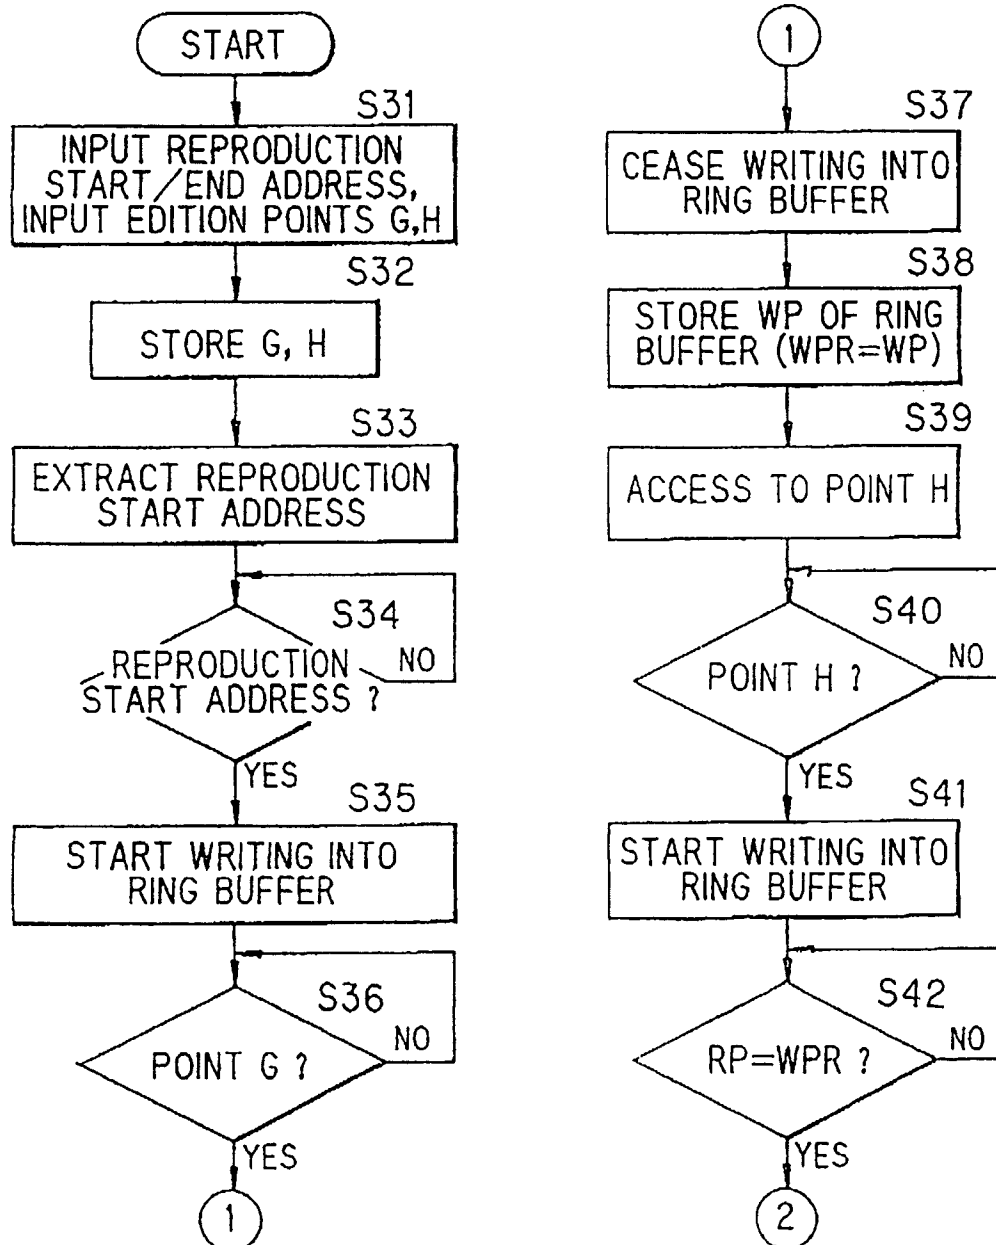 START
S31
INPUT REPRODUCTION
START/END ADDRESS,
INPUT EDITION POINTS G,H
S32
STORE G, H
S33
EXTRACT REPRODUCTION
START ADDRESS
S34
REPRODUCTION
START ADDRESS ?
NO
YES
S35
START WRITING INTO
RING BUFFER
S36
POINT G ?
NO
YES
1
1
S37
CEASE WRITING INTO
RING BUFFER
S38
STORE WP OF RING
BUFFER (WPR=WP)
S39
ACCESS TO POINT H
S40
POINT H ?
NO
YES
S41
START WRITING INTO
RING BUFFER
S42
RP=WPR ?
NO
YES
2